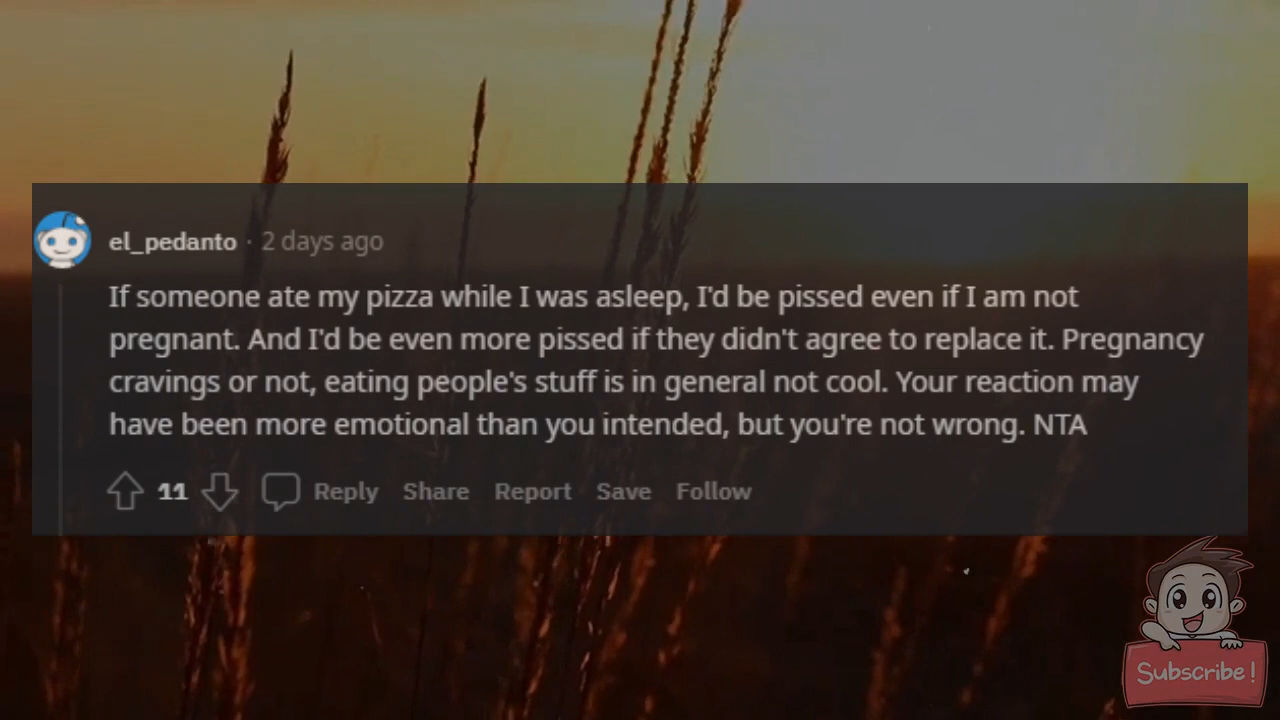 el_pedanto · 2 days ago
If someone ate my pizza while I was asleep, I'd be pissed even if I am not
pregnant. And I'd be even more pissed if they didn't agree to replace it. Pregnancy
cravings or not, eating people's stuff is in general not cool. Your reaction may
have been more emotional than you intended, but you're not wrong. NTA
11 Reply Share Report Save Follow
Subscribe!